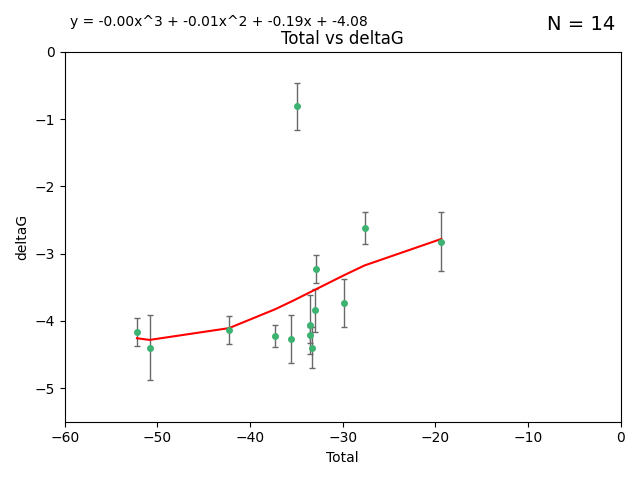 y = -0.00x^3 + -0.01x^2 + -0.19x + -4.08
N = 14
Total vs deltaG
0
−1
−2
−3
−4
−5
deltaG
−60 −50 −40 −30 −20 −10 0
Total